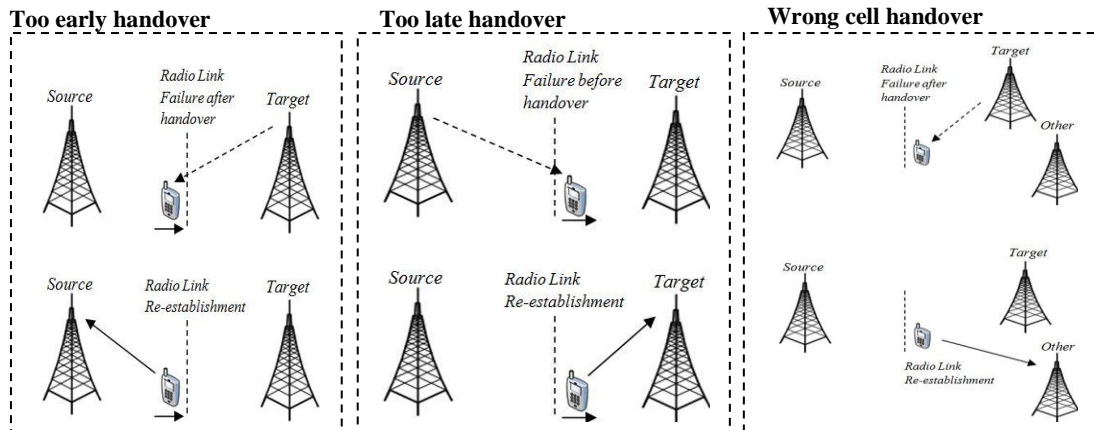 Too early handover
Radio Link
Failure after
handover
Source
Target
Source
Radio Link
Re-establishment
Target
Too late handover
Radio Link
Failure before
handover
Source
Target
Source
Radio Link
Re-establishment
Target
Wrong cell handover
Target
Radio Link
Failure after
handover
Source
Other
Target
Source
Other
Radio Link
Re-establishment